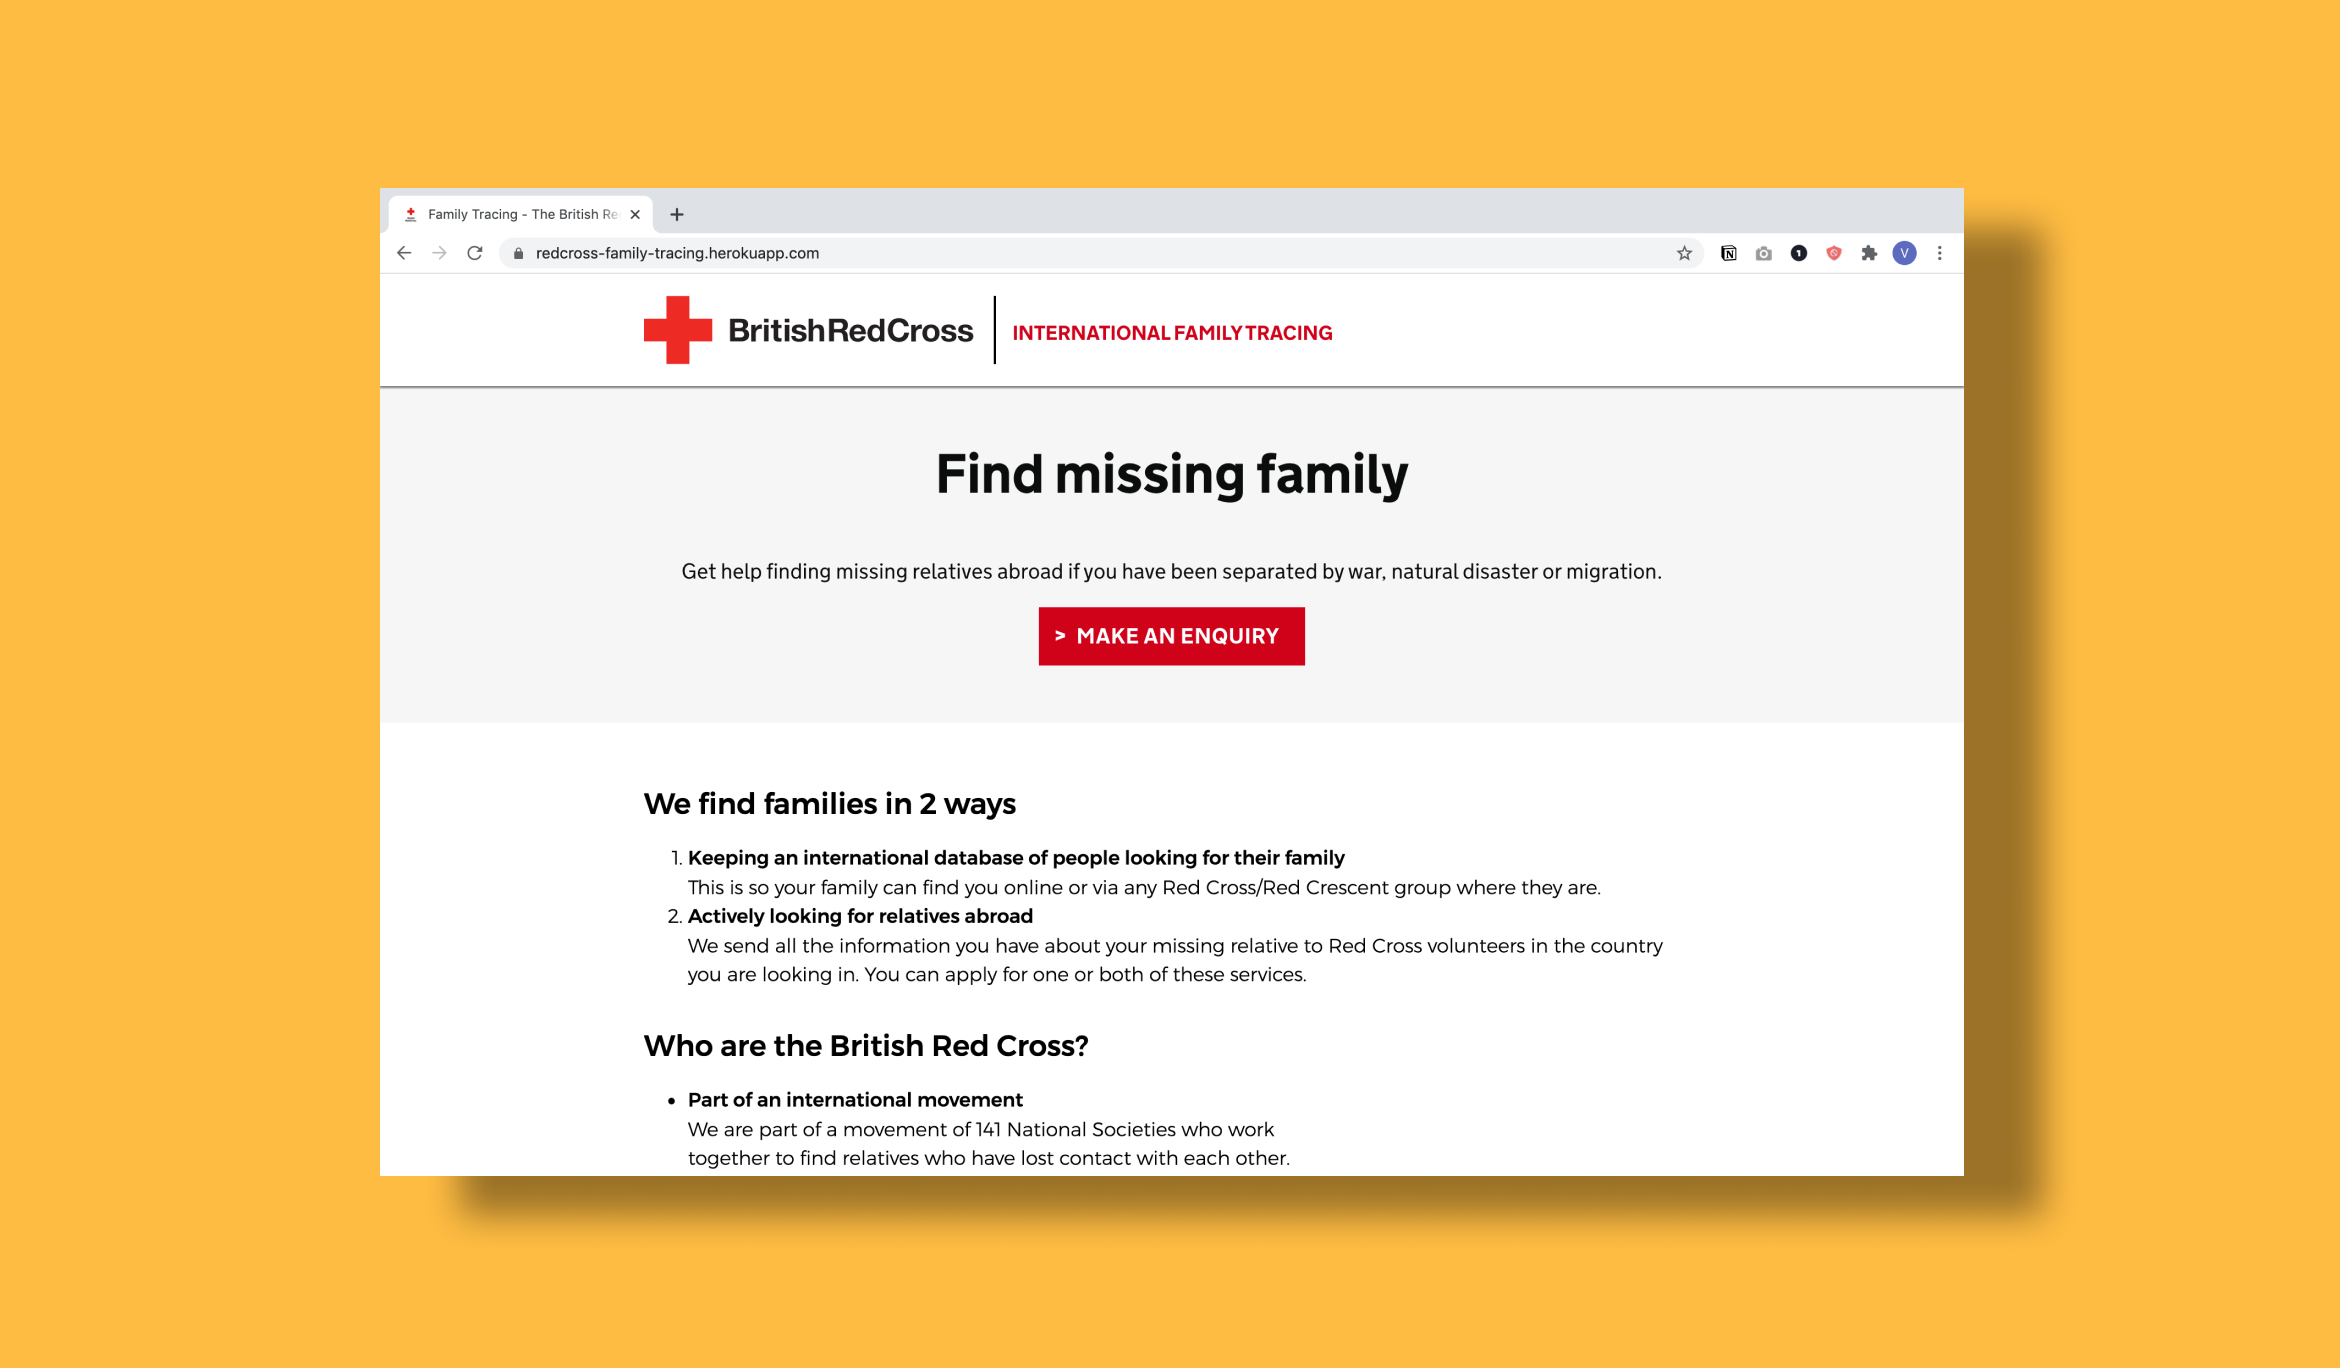 Family Tracing - The British Re
redcross-family-tracing.herokuapp.com
N
1
V
BritishRedCross
INTERNATIONAL FAMILY TRACING
Find missing family
Get help finding missing relatives abroad if you have been separated by war, natural disaster or migration.
> MAKE AN ENQUIRY
We find families in 2 ways
1. Keeping an international database of people looking for their family
This is so your family can find you online or via any Red Cross/Red Crescent group where they are.
2. Actively looking for relatives abroad
We send all the information you have about your missing relative to Red Cross volunteers in the country
you are looking in. You can apply for one or both of these services.
Who are the British Red Cross?
• Part of an international movement
We are part of a movement of 141 National Societies who work
together to find relatives who have lost contact with each other.